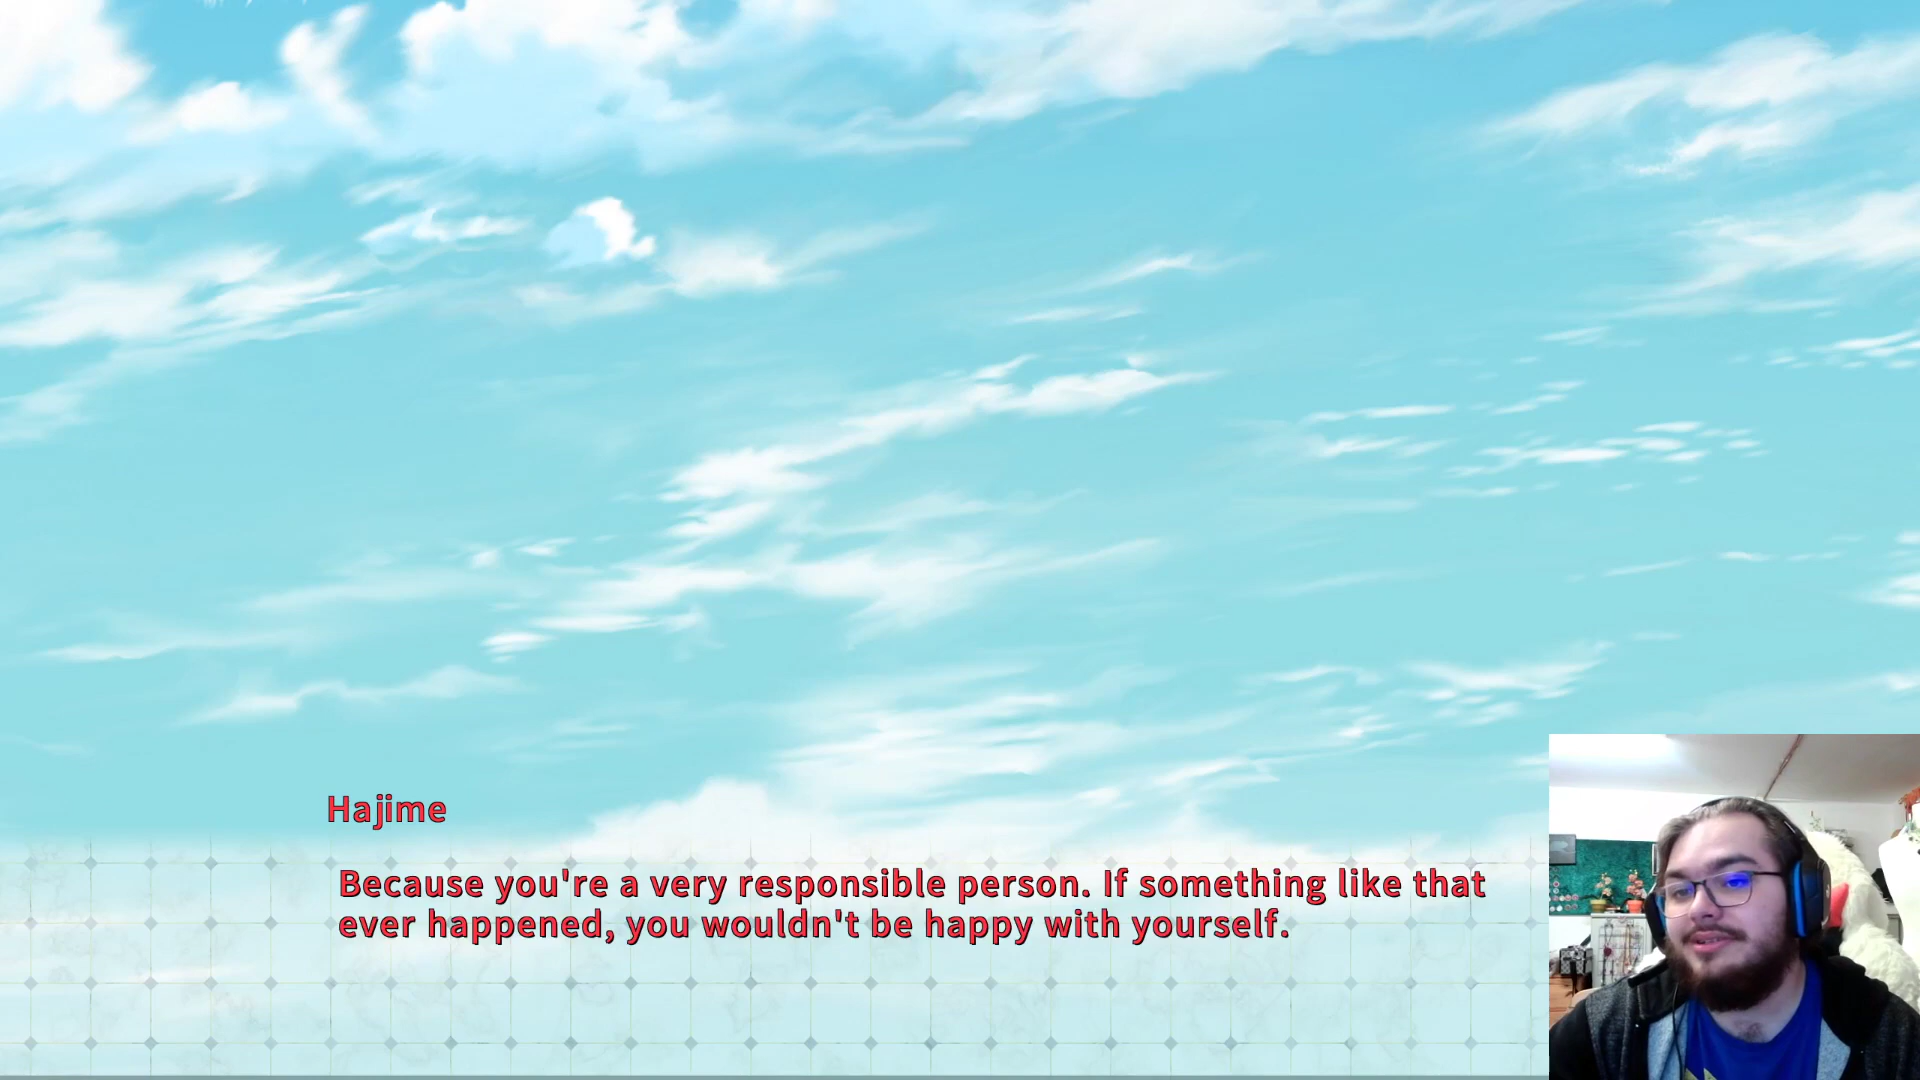 Hajime
Because you're a very responsible person. If something like that
ever happened, you wouldn't be happy with yourself.